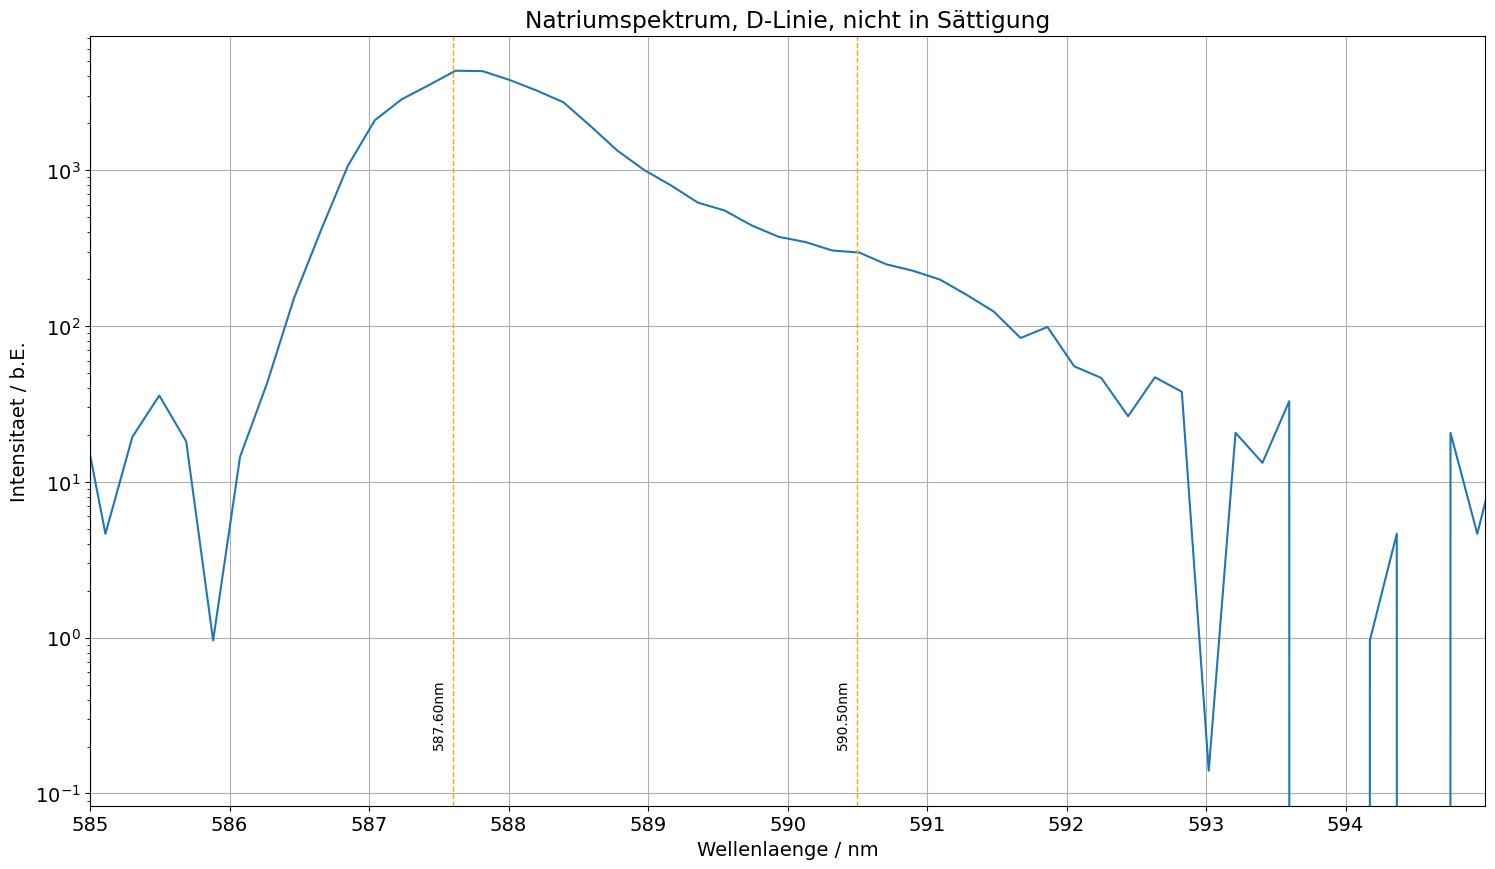 Natriumspektrum, D-Linie, nicht in Sättigung
Intensitaet / b.E.
10³
10²
10¹
10⁰
10⁻¹
587.60nm
590.50nm
585 586 587 588 589 590 591 592 593 594
Wellenlaenge / nm